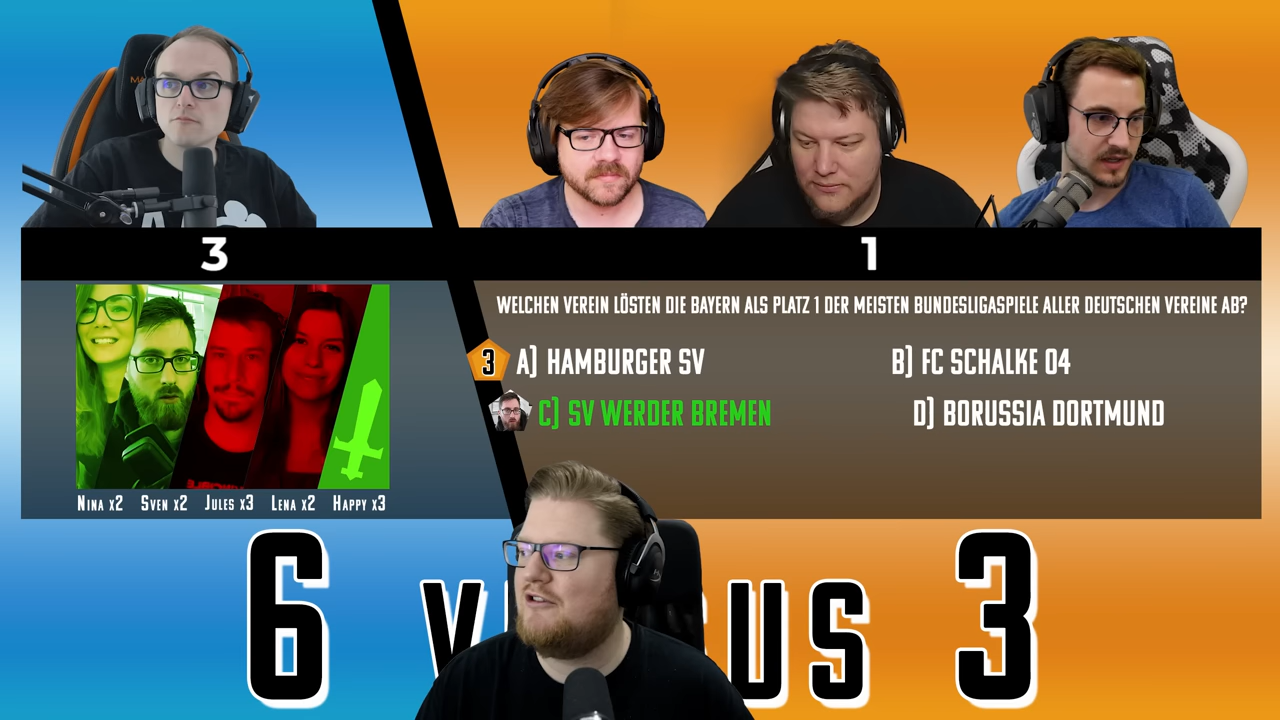 3
1
WELCHEN VEREIN LÖSTEN DIE BAYERN ALS PLATZ 1 DER MEISTEN BUNDESLIGASPIELE ALLER DEUTSCHEN VEREINE AB?
3 A) HAMBURGER SV
B) FC SCHALKE 04
C) SV WERDER BREMEN
D) BORUSSIA DORTMUND
NINA X2 SVEN X2 JULES X3 LENA X2 HAPPY X3
6
3